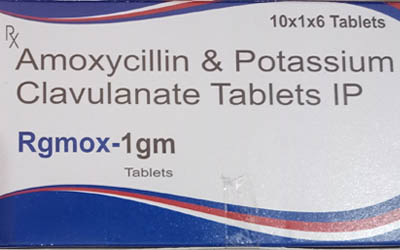 10x1x6 Tablets
Rx
Amoxycillin & Potassium
Clavulanate Tablets IP
Rgmox-1gm
Tablets